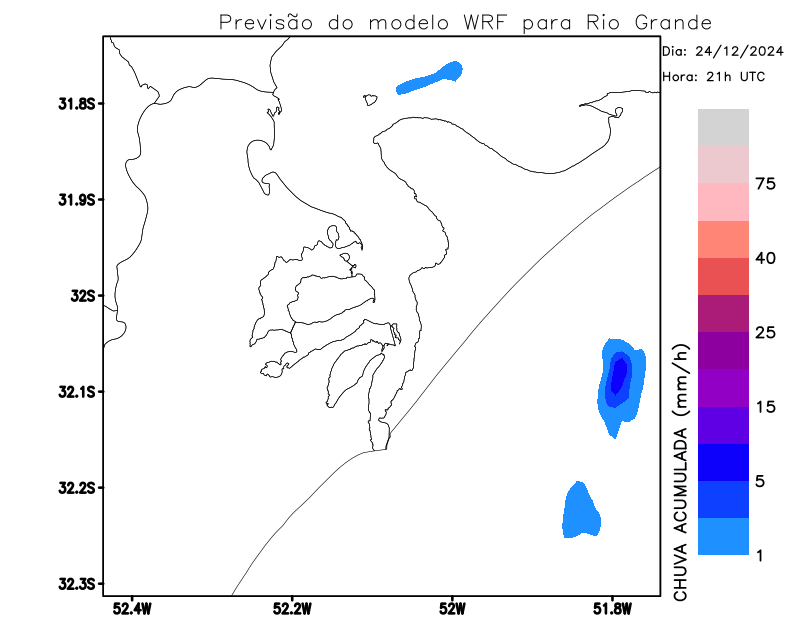 Previsão do modelo WRF para Rio Grande
Dia: 24/12/2024
Hora: 21h UTC
31.8S
31.9S
32S
32.1S
32.2S
32.3S
52.4W
52.2W
52W
51.8W
75
40
25
15
5
1
CHUVA ACUMULADA (mm/h)